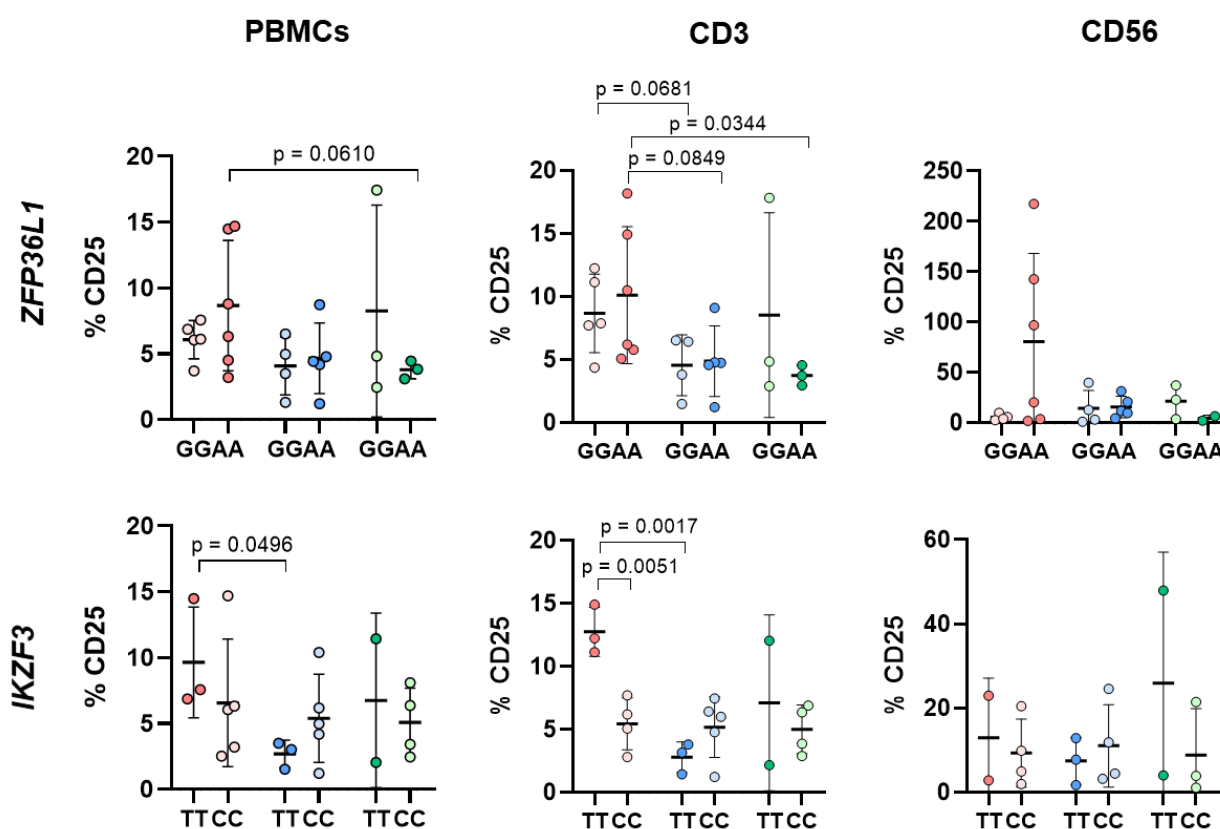 PBMCs CD3 CD56
ZFP36L1
% CD25
20
15
10
5
0
p = 0.0610
GGAA GGAA GGAA
% CD25
20
15
10
5
0
p = 0.0681
p = 0.0344
p = 0.0849
GGAA GGAA GGAA
% CD25
250
200
150
100
50
0
GGAA GGAA GGAA
IKZF3
% CD25
20
15
10
5
0
p = 0.0496
TT CC TT CC TT CC
% CD25
20
15
10
5
0
p = 0.0017
p = 0.0051
TT CC TT CC TT CC
% CD25
60
40
20
0
TT CC TT CC TT CC